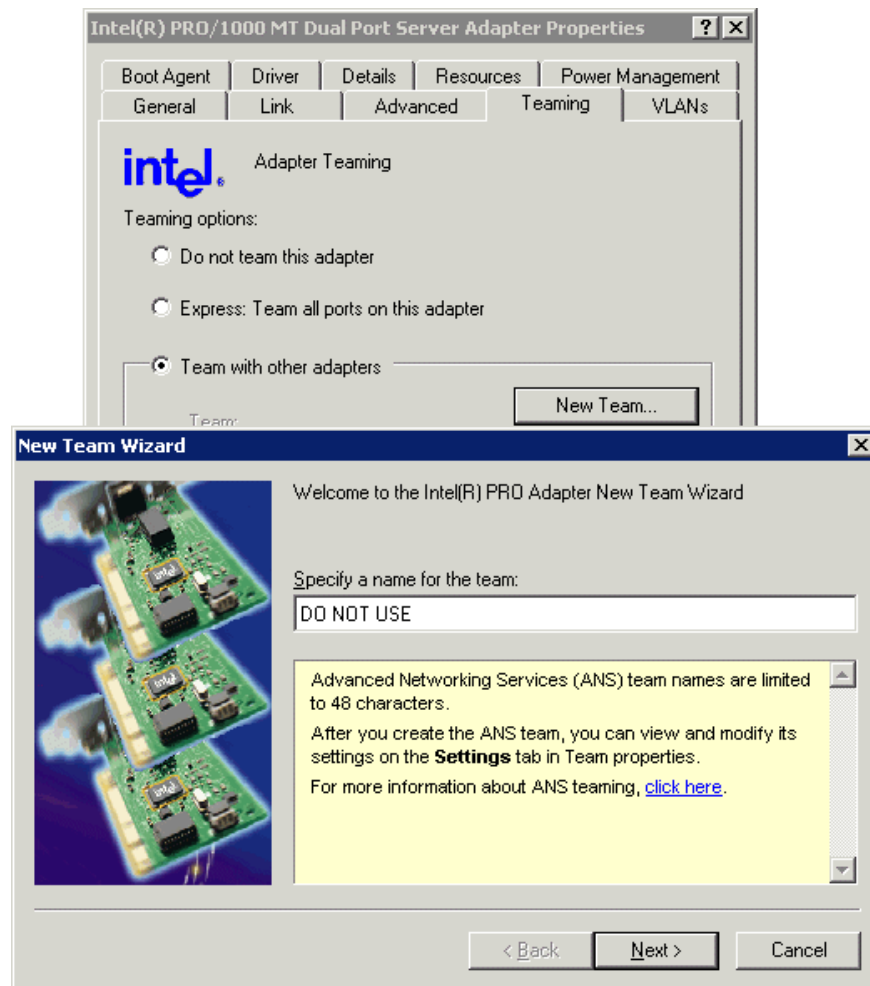 Intel(R) PRO/1000 MT Dual Port Server Adapter Properties
Boot Agent Driver Details Resources Power Management
General Link Advanced Teaming VLANs
intel.
Adapter Teaming
Teaming options:
Do not team this adapter
Express: Team all ports on this adapter
Team with other adapters
New Team...
Team:
New Team Wizard
Welcome to the Intel(R) PRO Adapter New Team Wizard
Specify a name for the team:
DO NOT USE
Advanced Networking Services (ANS) team names are limited
to 48 characters.
After you create the ANS team, you can view and modify its
settings on the Settings tab in Team properties.
For more information about ANS teaming, click here.
< Back Next > Cancel